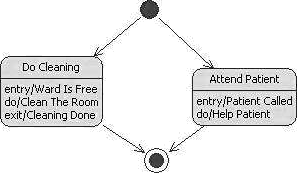 Do Cleaning
entry/Ward Is Free
do/Clean The Room
exit/Cleaning Done
Attend Patient
entry/Patient Called
do/Help Patient